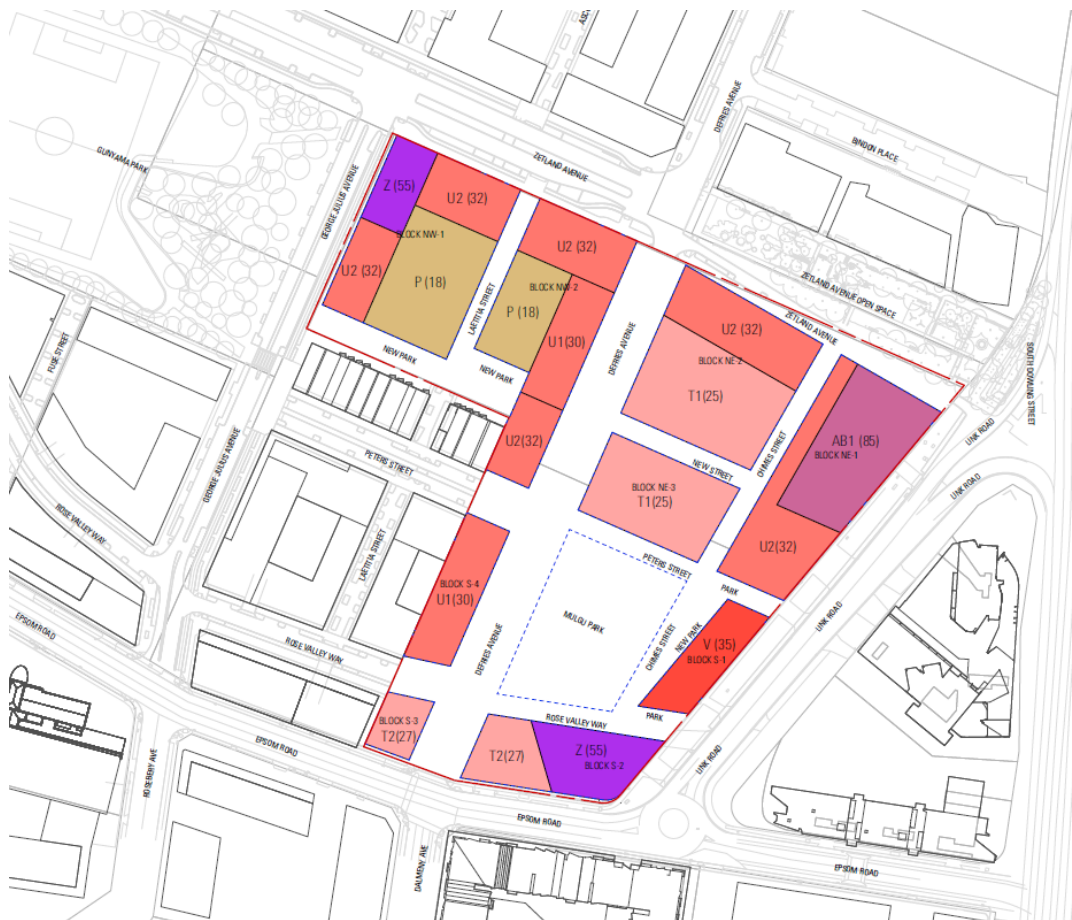 ASC
DEFRIES AVENUE
BINDON PLACE
ZETLAND AVENUE
GUNYAMA PARK
GEORGE JULIUS AVENUE
Z (55)
U2 (32)
BLOCK NW-1
U2 (32)
P (18)
LAETITIA STREET
NEW PARK
U2 (32)
BLOCK NW-2
P (18)
U1(30)
NEW PARK
U2(32)
DEFRIES AVENUE
ZETLAND AVENUE OPEN SPACE
ZETLAND AVENUE
U2 (32)
BLOCK NE-2
T1(25)
SOUTH DOWLING STREET
LINK ROAD
AB1 (85)
BLOCK NE-1
CHIMES STREET
U2(32)
NEW STREET
BLOCK NE-3
T1(25)
LINK ROAD
FUSE STREET
PETERS STREET
GEORGE JULIUS AVENUE
ROSE VALLEY WAY
LAETITIA STREET
BLOCK S-4
U1(30)
PETERS STREET
PARK
MULGU PARK
LINK ROAD
CHIMES STREET
NEW PARK
V (35)
BLOCK S-1
EPSOM ROAD
ROSE VALLEY WAY
DEFRIES AVENUE
PARK
ROSE VALLEY WAY
BLOCK S-3
T2(27)
T2(27)
Z (55)
BLOCK S-2
EPSOM ROAD
ROSEBERY AVE
LINK ROAD
EPSOM ROAD
DALMENY AVE
EPSOM ROAD